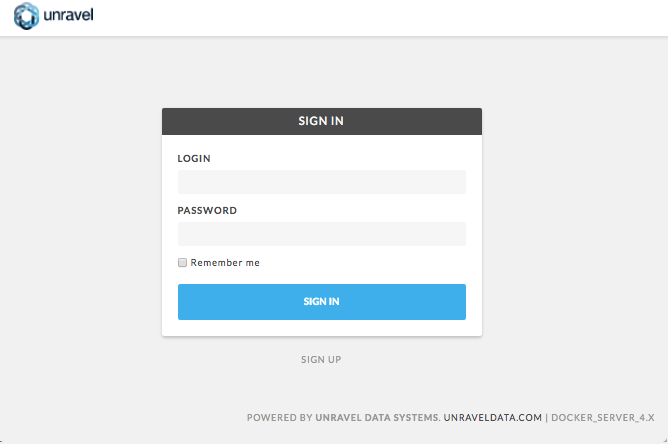 unravel
SIGN IN
LOGIN
PASSWORD
Remember me
SIGN IN
SIGN UP
POWERED BY UNRAVEL DATA SYSTEMS. UNRAVELDATA.COM | DOCKER_SERVER_4.X